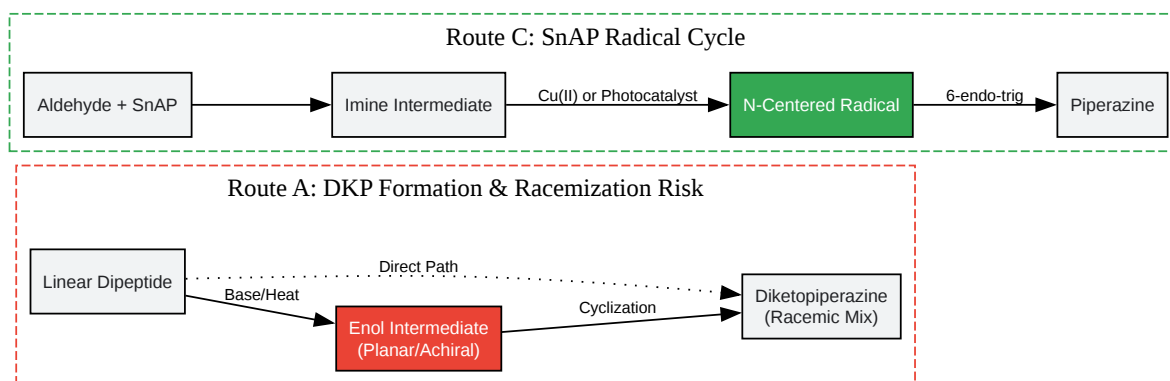 Route C: SnAP Radical Cycle
Aldehyde + SnAP
Imine Intermediate
Cu(II) or Photocatalyst
N-Centered Radical
6-endo-trig
Piperazine
Route A: DKP Formation & Racemization Risk
Linear Dipeptide
Direct Path
Base/Heat
Enol Intermediate
(Planar/Achiral)
Cyclization
Diketopiperazine
(Racemic Mix)